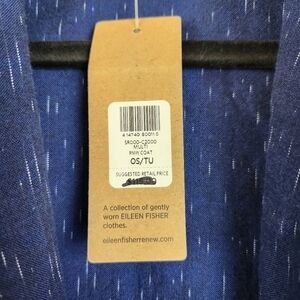 SR000-C2000
MULTI
RNW COAT
OS/TU
SUGGESTED RETAIL PRICE
A collection of gently
worn EILEEN FISHER
clothes.
eileenfisherrenew.com